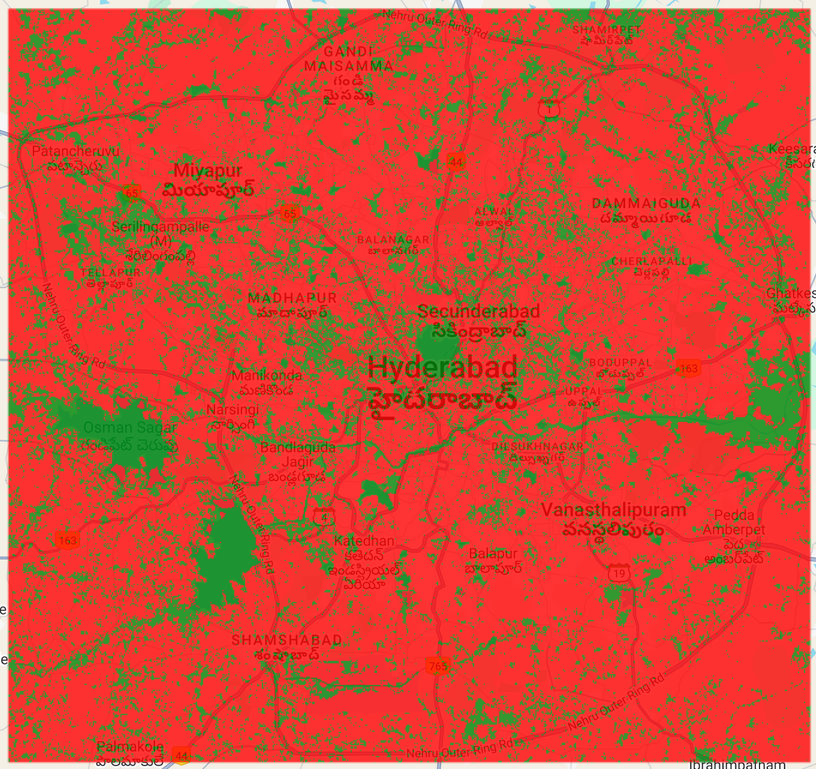 Nehru Outer Ring Rd
SHAMIRPET
షామీర్‌పేట్
GANDI
MAISAMMA
గండి
మైసమ్మ
1
Patancheruvu
పటాన్చెరు
Miyapur
మియాపూర్
44
Keesara
65
65
DAMMAIGUDA
దమ్మాయిగూడ
ALWAL
అల్వాల్
Serilingampalle
(M)
శేరిలింగంపల్లి
BALANAGAR
బాలానగర్
TELLAPUR
తెల్లాపూర్
CHERLAPALLI
చెర్లపల్లి
MADHAPUR
మాదాపూర్
Ghatkes
Secunderabad
సికింద్రాబాద్
Nehru Outer Ring Rd
Hyderabad
హైదరాబాద్
BODUPPAL
బోడుప్పల్
163
Manikonda
మణికొండ
UPPAL
ఉప్పల్
Narsingi
నార్సింగి
Osman Sagar
గండిపేట్ చెరువు
Bandlaguda
Jagir
బండ్లగూడ
DILSUKHNAGAR
దిల్సుఖ్నగర్
Nehru Outer Ring Rd
4
Vanasthalipuram
వనస్థలిపురం
Pedda
Amberpet
పెద్ద
అంబర్‌పేట్
163
Katedhan
కాటేదన్
ఇండస్ట్రియల్
ఏరియా
Balapur
బాలాపూర్
19
SHAMSHABAD
శంషాబాద్
765
Nehru Outer Ring Rd
Palmakole
పాలమాకులే
44
Nehru Outer Ring Rd
Ibrahimpatnam